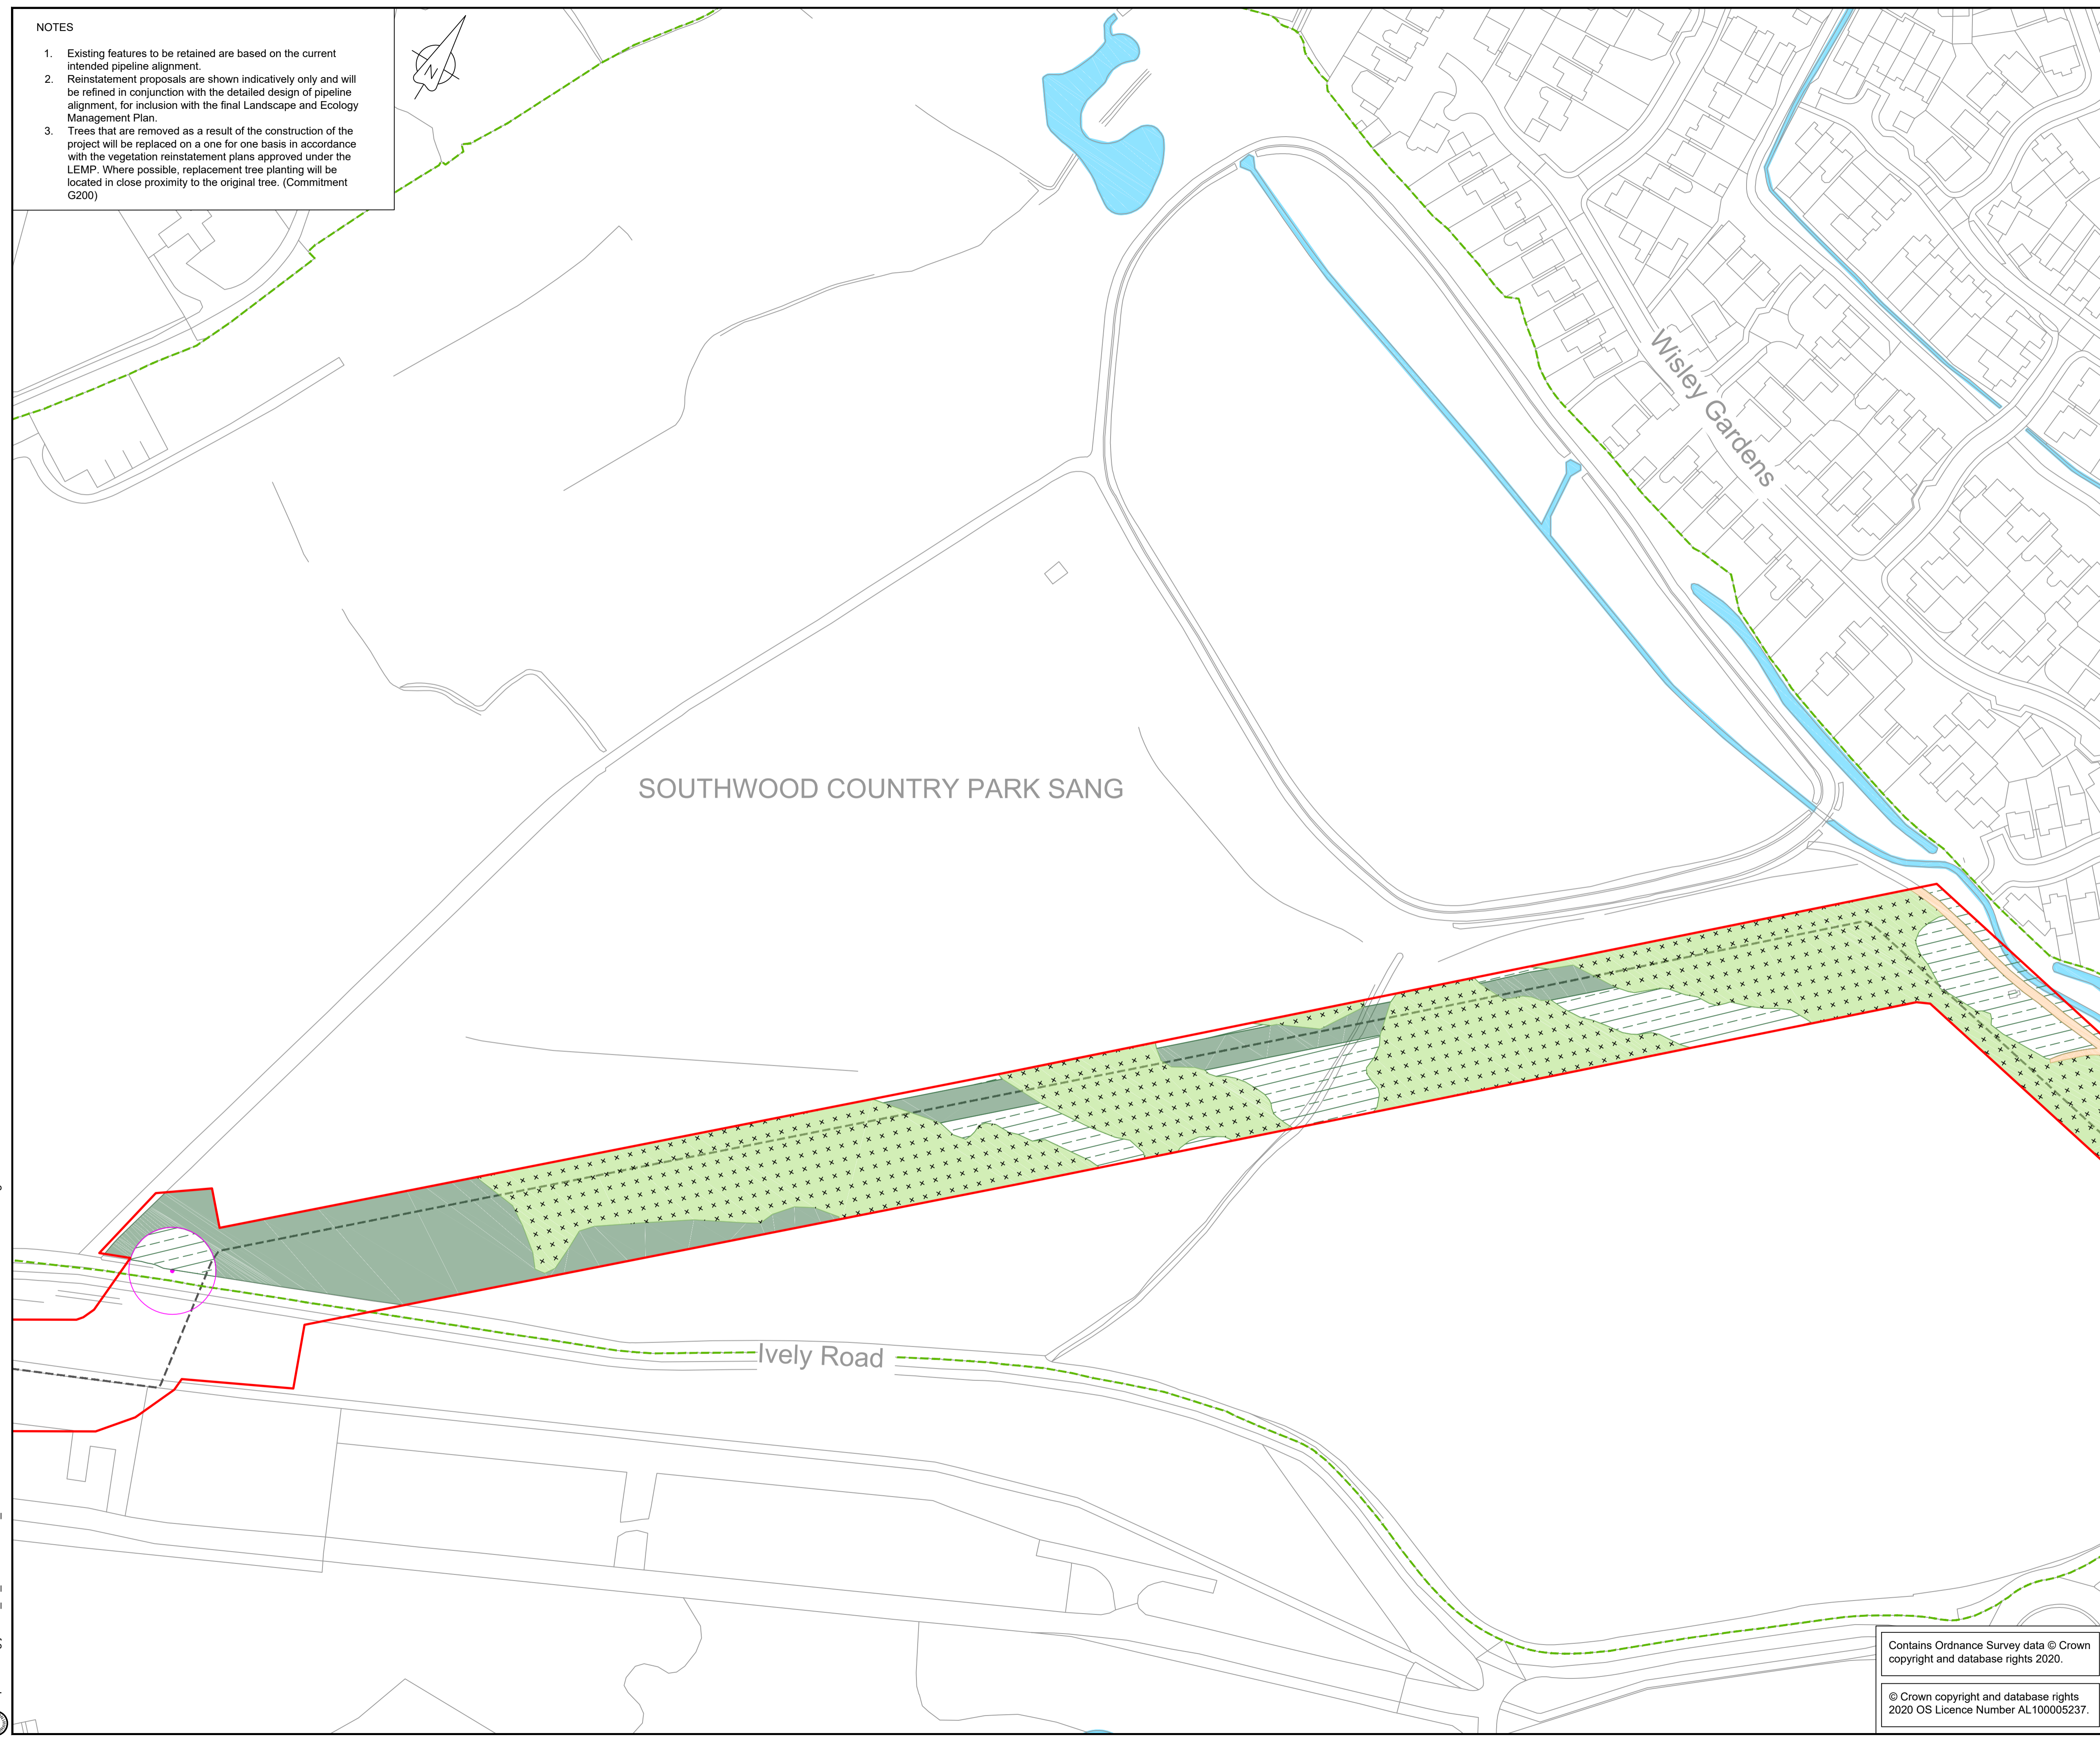 NOTES
1. Existing features to be retained are based on the current
intended pipeline alignment.
2. Reinstatement proposals are shown indicatively only and will
be refined in conjunction with the detailed design of pipeline
alignment, for inclusion with the final Landscape and Ecology
Management Plan.
3. Trees that are removed as a result of the construction of the
project will be replaced on a one for one basis in accordance
with the vegetation reinstatement plans approved under the
LEMP. Where possible, replacement tree planting will be
located in close proximity to the original tree. (Commitment
G200)
N
Wisley Gardens
SOUTHWOOD COUNTRY PARK SANG
Ively Road
Contains Ordnance Survey data © Crown
copyright and database rights 2020.
© Crown copyright and database rights
2020 OS Licence Number AL100005237.